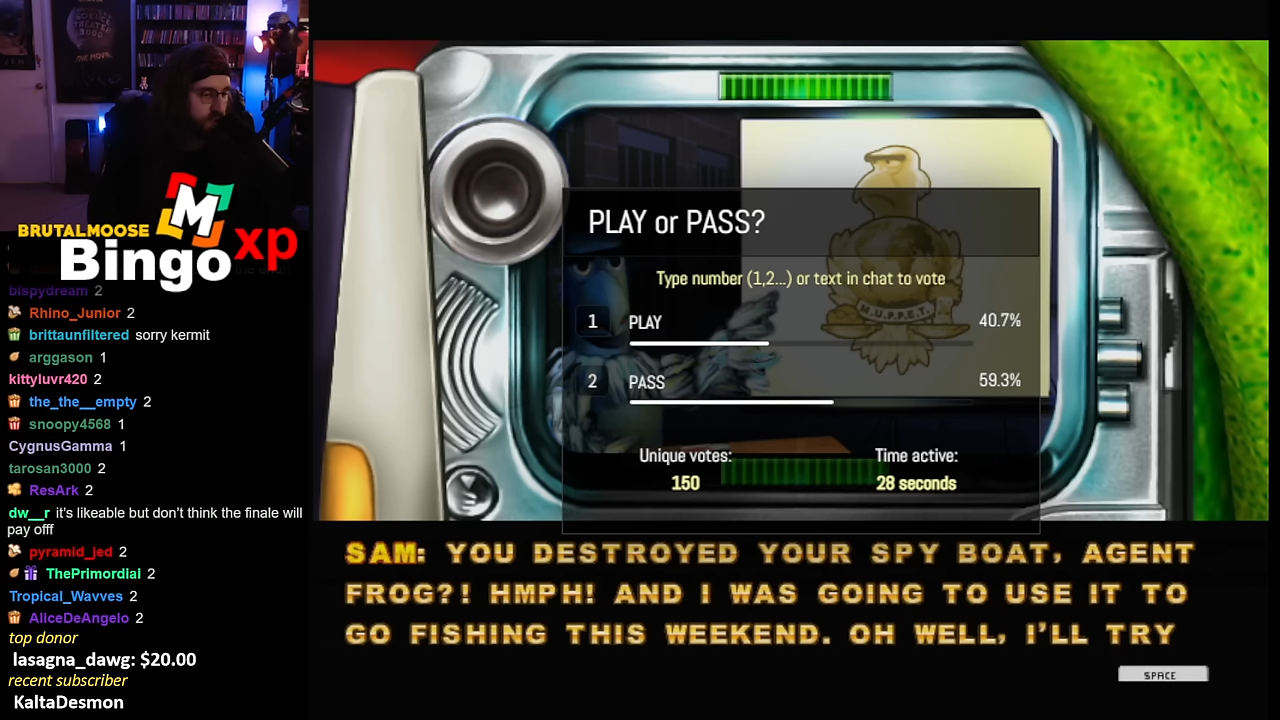 BRUTALMOOSE
M
Bingo xp
bispydream 2
Rhino_Junior 2
brittaunfiltered sorry kermit
arggason 1
kittyluvr420 2
the_the__empty 2
snoopy4568 1
CygnusGamma 1
tarosan3000 2
ResArk 2
dw__r it's likeable but don't think the finale will
pay offf
pyramid_jed 2
ThePrimordial 2
Tropical_Wavves 2
AliceDeAngelo 2
top donor
lasagna_dawg: $20.00
recent subscriber
KaltaDesmon
PLAY or PASS?
Type number (1,2...) or text in chat to vote
1 PLAY 40.7%
2 PASS 59.3%
Unique votes: Time active:
150 28 seconds
M.U.P.P.E.T.
SAM: YOU DESTROYED YOUR SPY BOAT, AGENT
FROG?! HMPH! AND I WAS GOING TO USE IT TO
GO FISHING THIS WEEKEND. OH WELL, I'LL TRY
SPACE